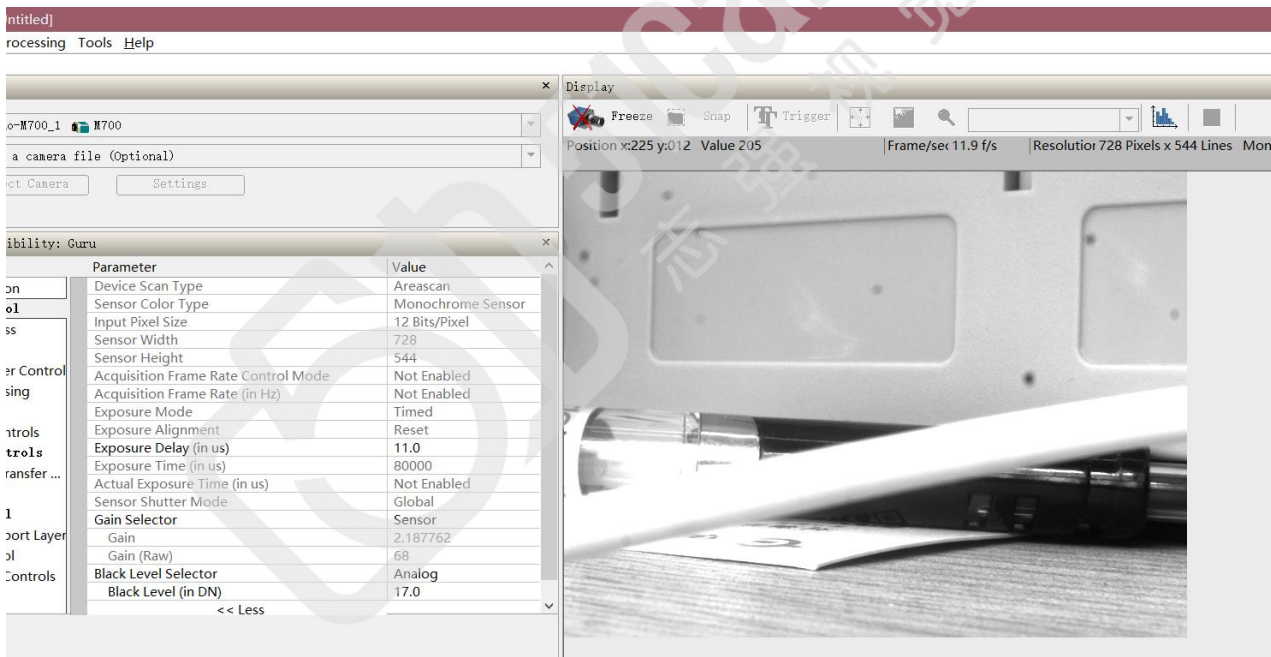 ntitled]
rocessing Tools Help
Display
o-M700_1 M700
Freeze Snap Trigger
a camera file (Optional)
Position x:225 y:012 Value 205 Frame/sec 11.9 f/s Resolution 728 Pixels x 544 Lines Mon
ct Camera Settings
ibility: Guru
Parameter Value
on Device Scan Type Areascan
ol Sensor Color Type Monochrome Sensor
ss Input Pixel Size 12 Bits/Pixel
Sensor Width 728
Sensor Height 544
er Control Acquisition Frame Rate Control Mode Not Enabled
sing Acquisition Frame Rate (in Hz) Not Enabled
Exposure Mode Timed
ntrols Exposure Alignment Reset
trols Exposure Delay (in us) 11.0
ransfer ... Exposure Time (in us) 80000
Actual Exposure Time (in us) Not Enabled
Sensor Shutter Mode Global
l Gain Selector Sensor
port Layer Gain 2.187762
ol Gain (Raw) 68
Controls Black Level Selector Analog
Black Level (in DN) 17.0
<< Less
志强视觉